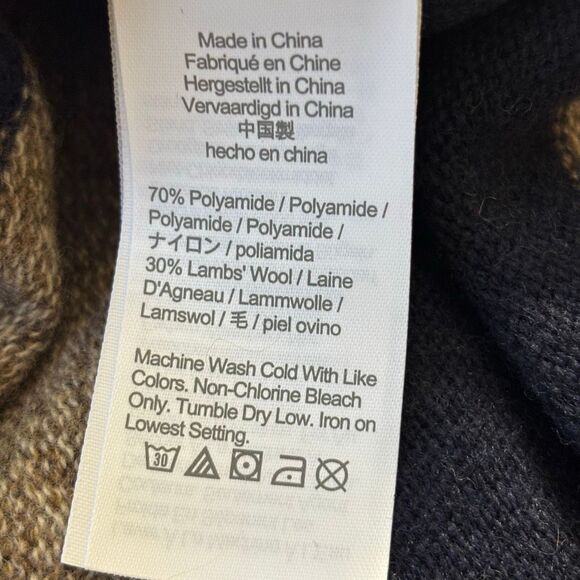 Made in China
Fabriqué en Chine
Hergestellt in China
Vervaardigd in China
中国製
hecho en china
70% Polyamide / Polyamide /
Polyamide / Polyamide /
ナイロン / poliamida
30% Lambs' Wool / Laine
D'Agneau / Lammwolle /
Lamswol / 毛 / piel ovino
Machine Wash Cold With Like
Colors. Non-Chlorine Bleach
Only. Tumble Dry Low. Iron on
Lowest Setting.
30